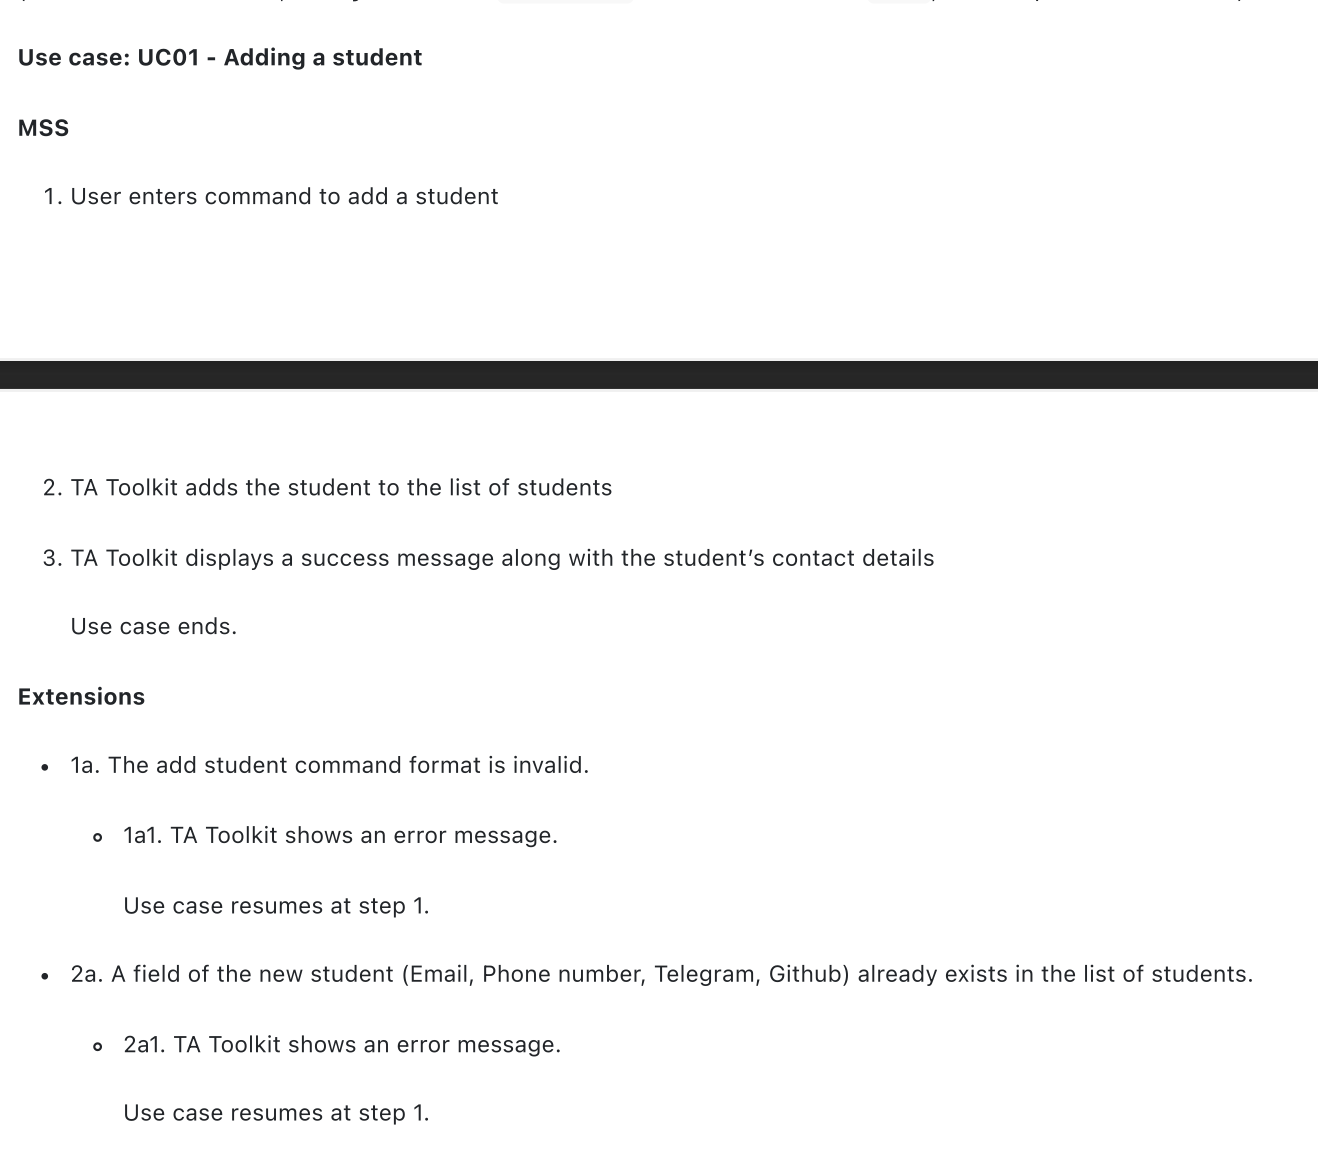 Use case: UC01 - Adding a student
MSS
1. User enters command to add a student
2. TA Toolkit adds the student to the list of students
3. TA Toolkit displays a success message along with the student’s contact details
Use case ends.
Extensions
• 1a. The add student command format is invalid.
◦ 1a1. TA Toolkit shows an error message.
Use case resumes at step 1.
• 2a. A field of the new student (Email, Phone number, Telegram, Github) already exists in the list of students.
◦ 2a1. TA Toolkit shows an error message.
Use case resumes at step 1.